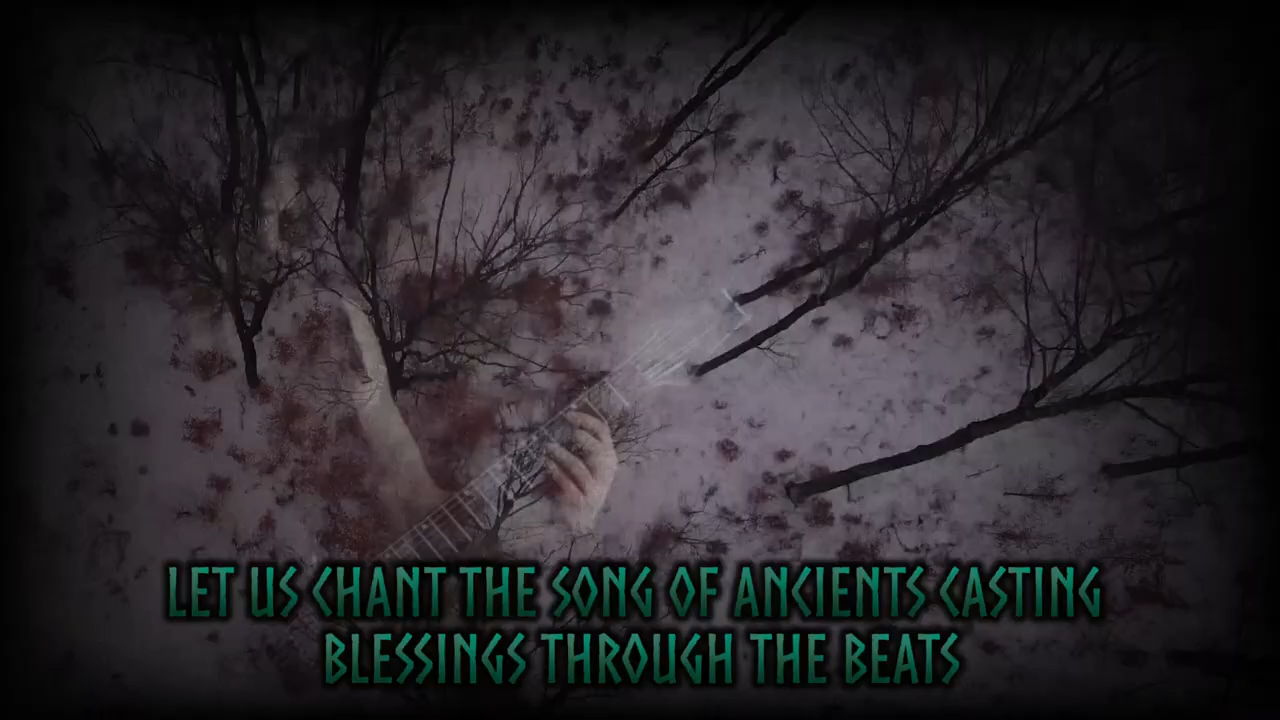 LET US CHANT THE SONG OF ANCIENTS CASTING
BLESSINGS THROUGH THE BEATS